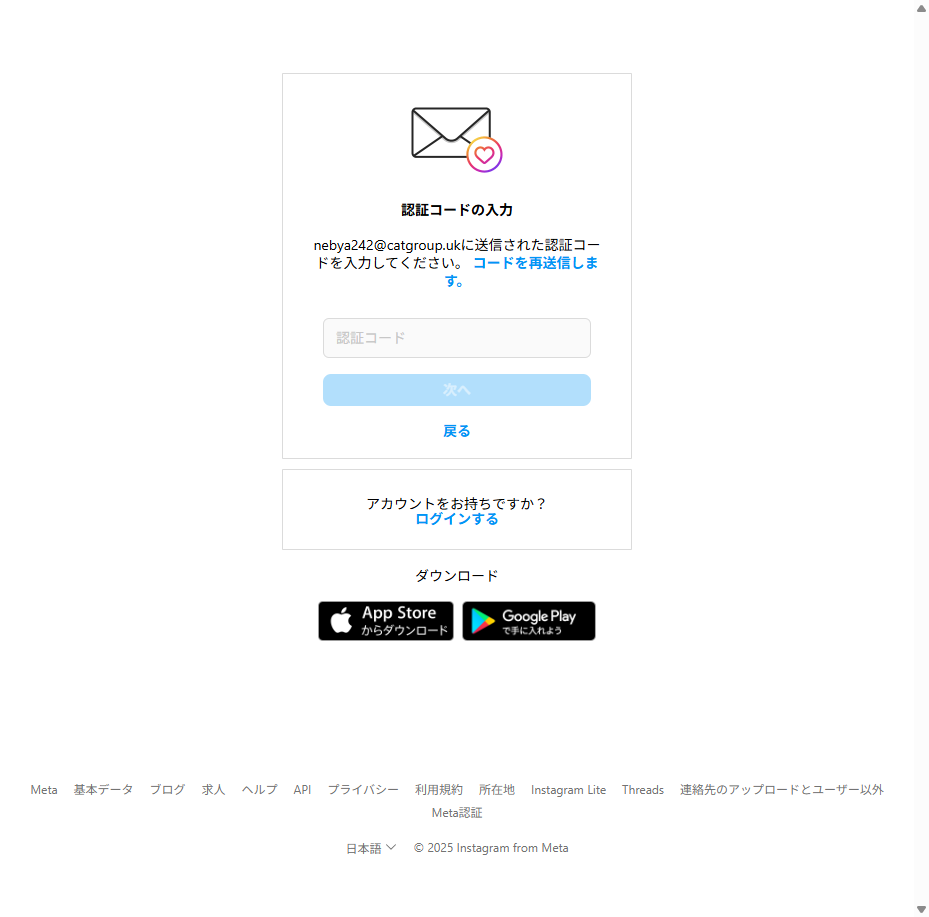 認証コードの入力
nebya242@catgroup.ukに送信された認証コー
ドを入力してください。 コードを再送信しま
す。
認証コード
次へ
戻る
アカウントをお持ちですか？
ログインする
ダウンロード
App Store
からダウンロード
Google Play
で手に入れよう
Meta 基本データ ブログ 求人 ヘルプ API プライバシー 利用規約 所在地 Instagram Lite Threads 連絡先のアップロードとユーザー以外
Meta認証
日本語 © 2025 Instagram from Meta